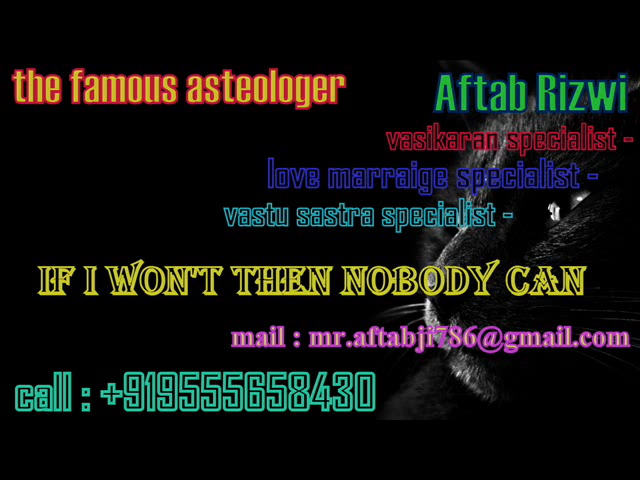 the famous asteologer
Aftab Rizwi
vasikaran specialist -
love marraige specialist -
vastu sastra specialist -
IF I WON'T THEN NOBODY CAN
mail : mr.aftabji786@gmail.com
call : +919555658430